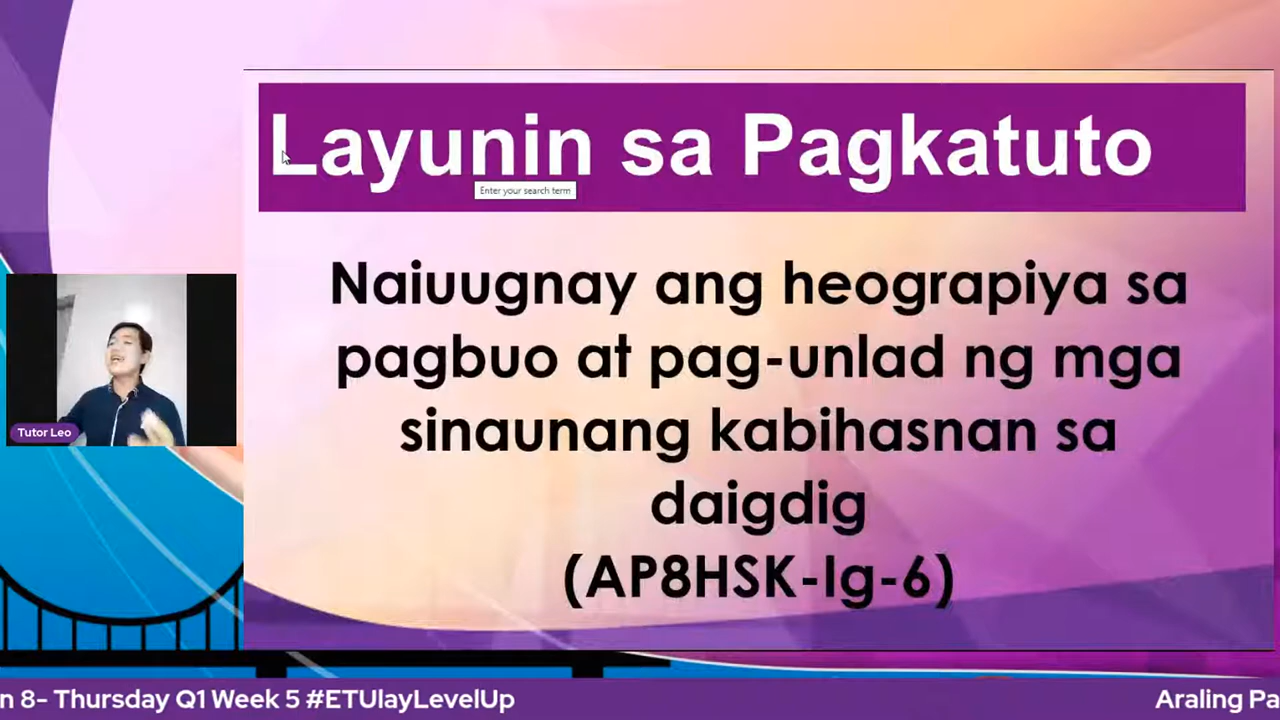 Layunin sa Pagkatuto
Enter your search term
Naiuugnay ang heograpiya sa
pagbuo at pag-unlad ng mga
sinaunang kabihasnan sa
daigdig
(AP8HSK-Ig-6)
Tutor Leo
n 8- Thursday Q1 Week 5 #ETUlayLevelUp
Araling Pa